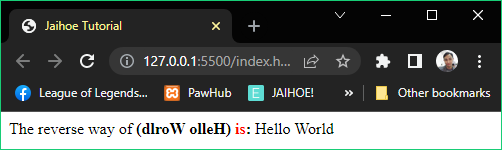 Jaihoe Tutorial
127.0.0.1:5500/index.h...
League of Legends... PawHub JAIHOE! » Other bookmarks
The reverse way of (dlroW olleH) is: Hello World